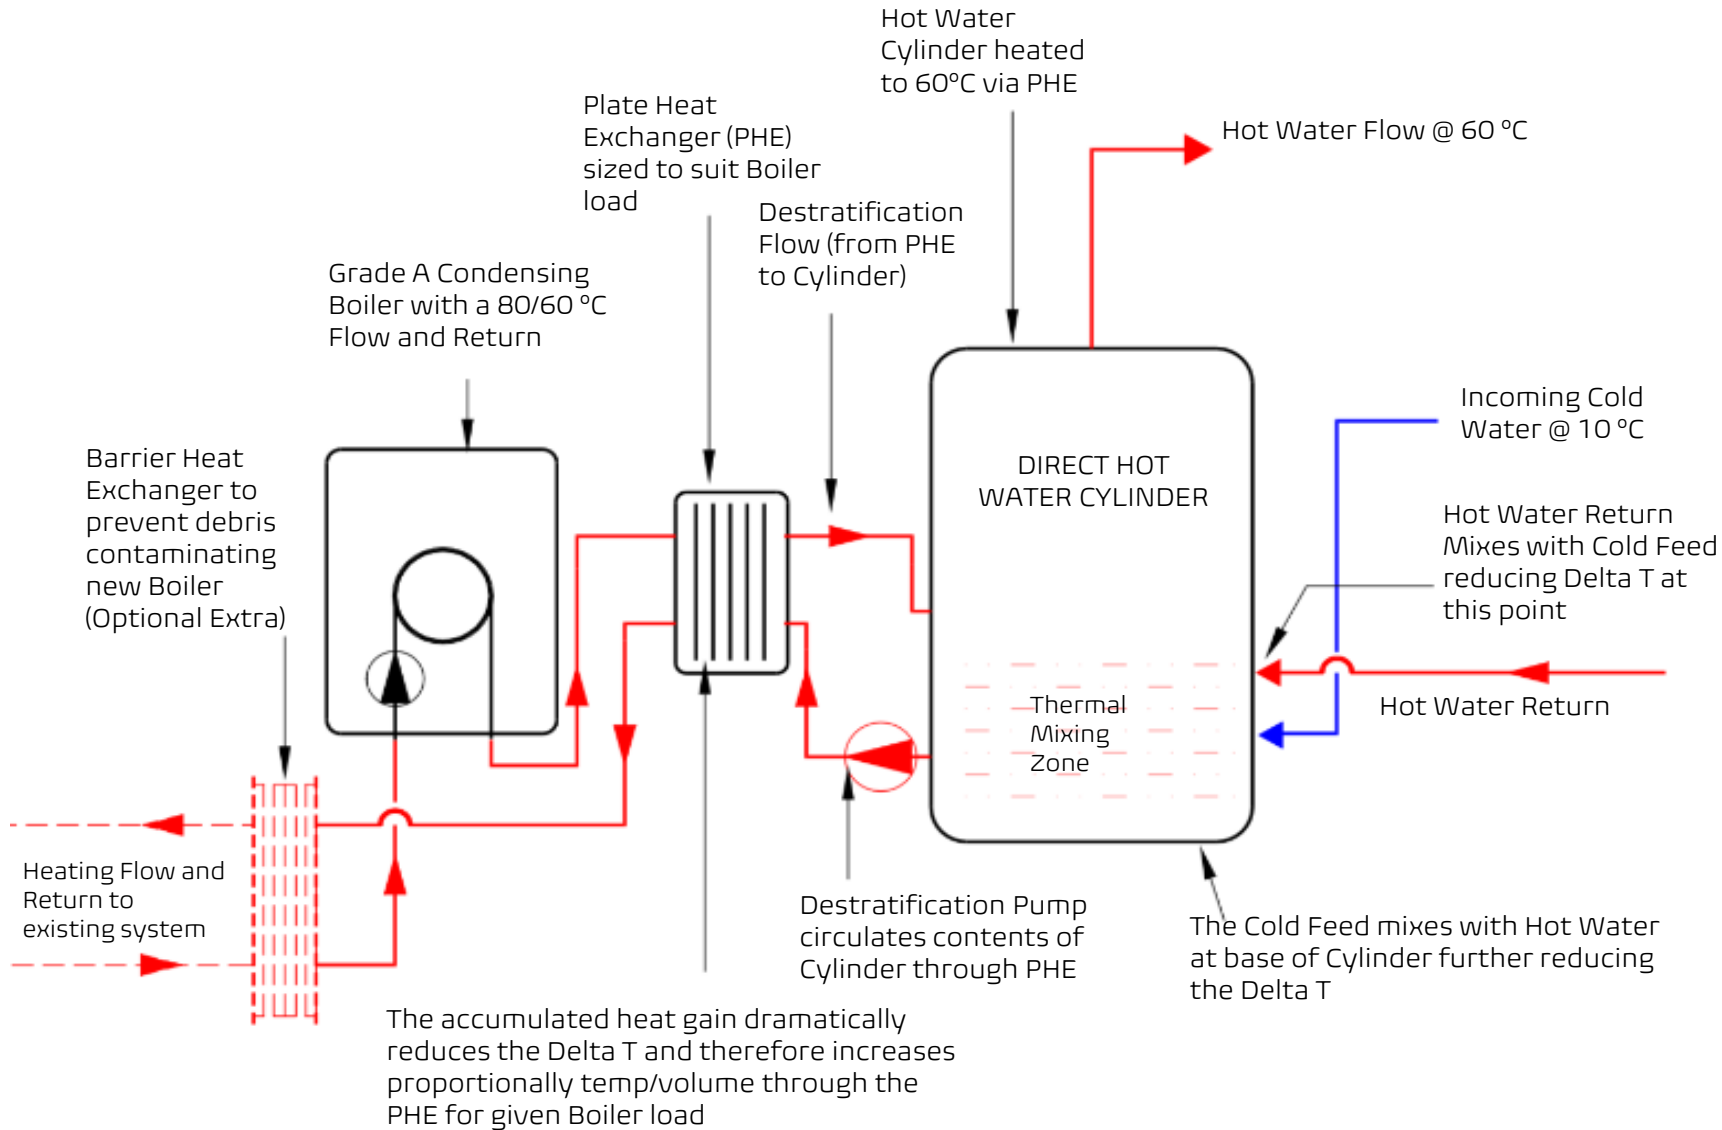 Hot Water
Cylinder heated
to 60ºC via PHE
Plate Heat
Exchanger (PHE)
sized to suit Boiler
load
Hot Water Flow @ 60 ºC
Destratification
Flow (from PHE
to Cylinder)
Grade A Condensing
Boiler with a 80/60 ºC
Flow and Return
Incoming Cold
Water @ 10 ºC
Barrier Heat
Exchanger to
prevent debris
contaminating
new Boiler
(Optional Extra)
DIRECT HOT
WATER CYLINDER
Hot Water Return
Mixes with Cold Feed
reducing Delta T at
this point
Thermal
Mixing
Zone
Hot Water Return
Heating Flow and
Return to
existing system
Destratification Pump
circulates contents of
Cylinder through PHE
The Cold Feed mixes with Hot Water
at base of Cylinder further reducing
the Delta T
The accumulated heat gain dramatically
reduces the Delta T and therefore increases
proportionally temp/volume through the
PHE for given Boiler load